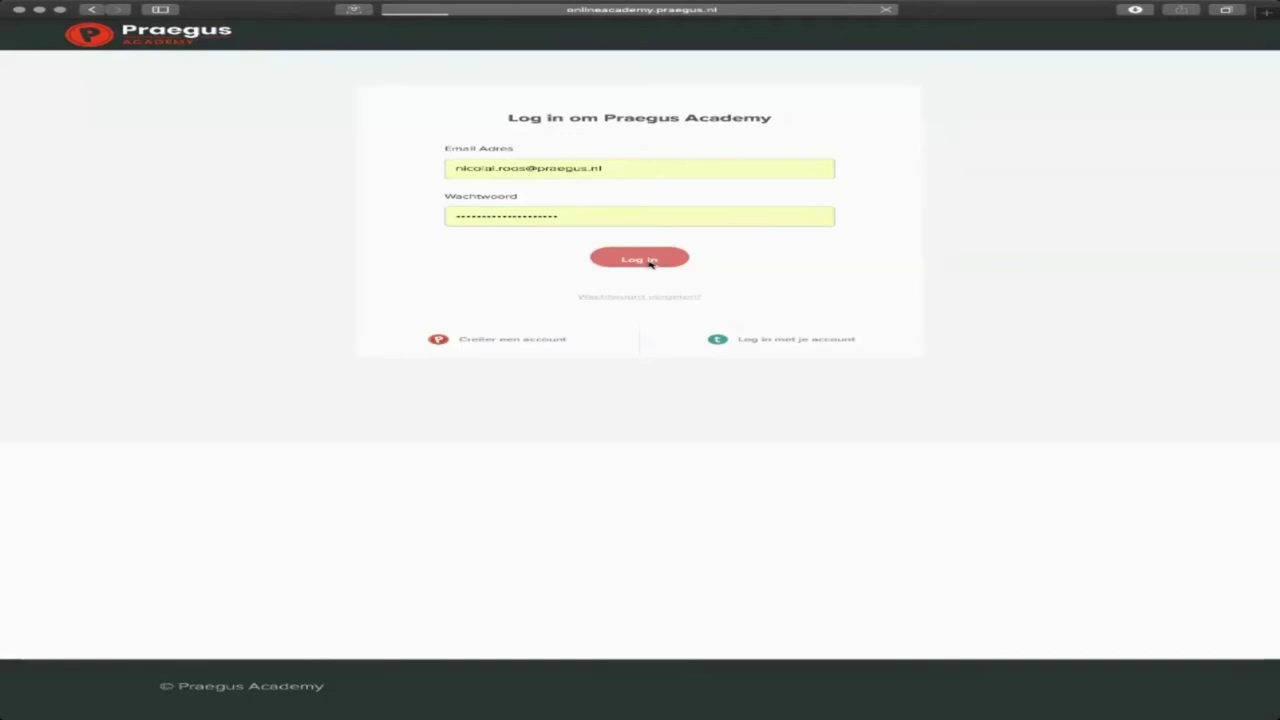 onlineacademy.praegus.nl
Praegus
ACADEMY
Log in om Praegus Academy
Email Adres
nicolai.roos@praegus.nl
Wachtwoord
••••••••••••••••••••
Log in
Wachtwoord vergeten?
Creëer een account
Log in met je account
© Praegus Academy